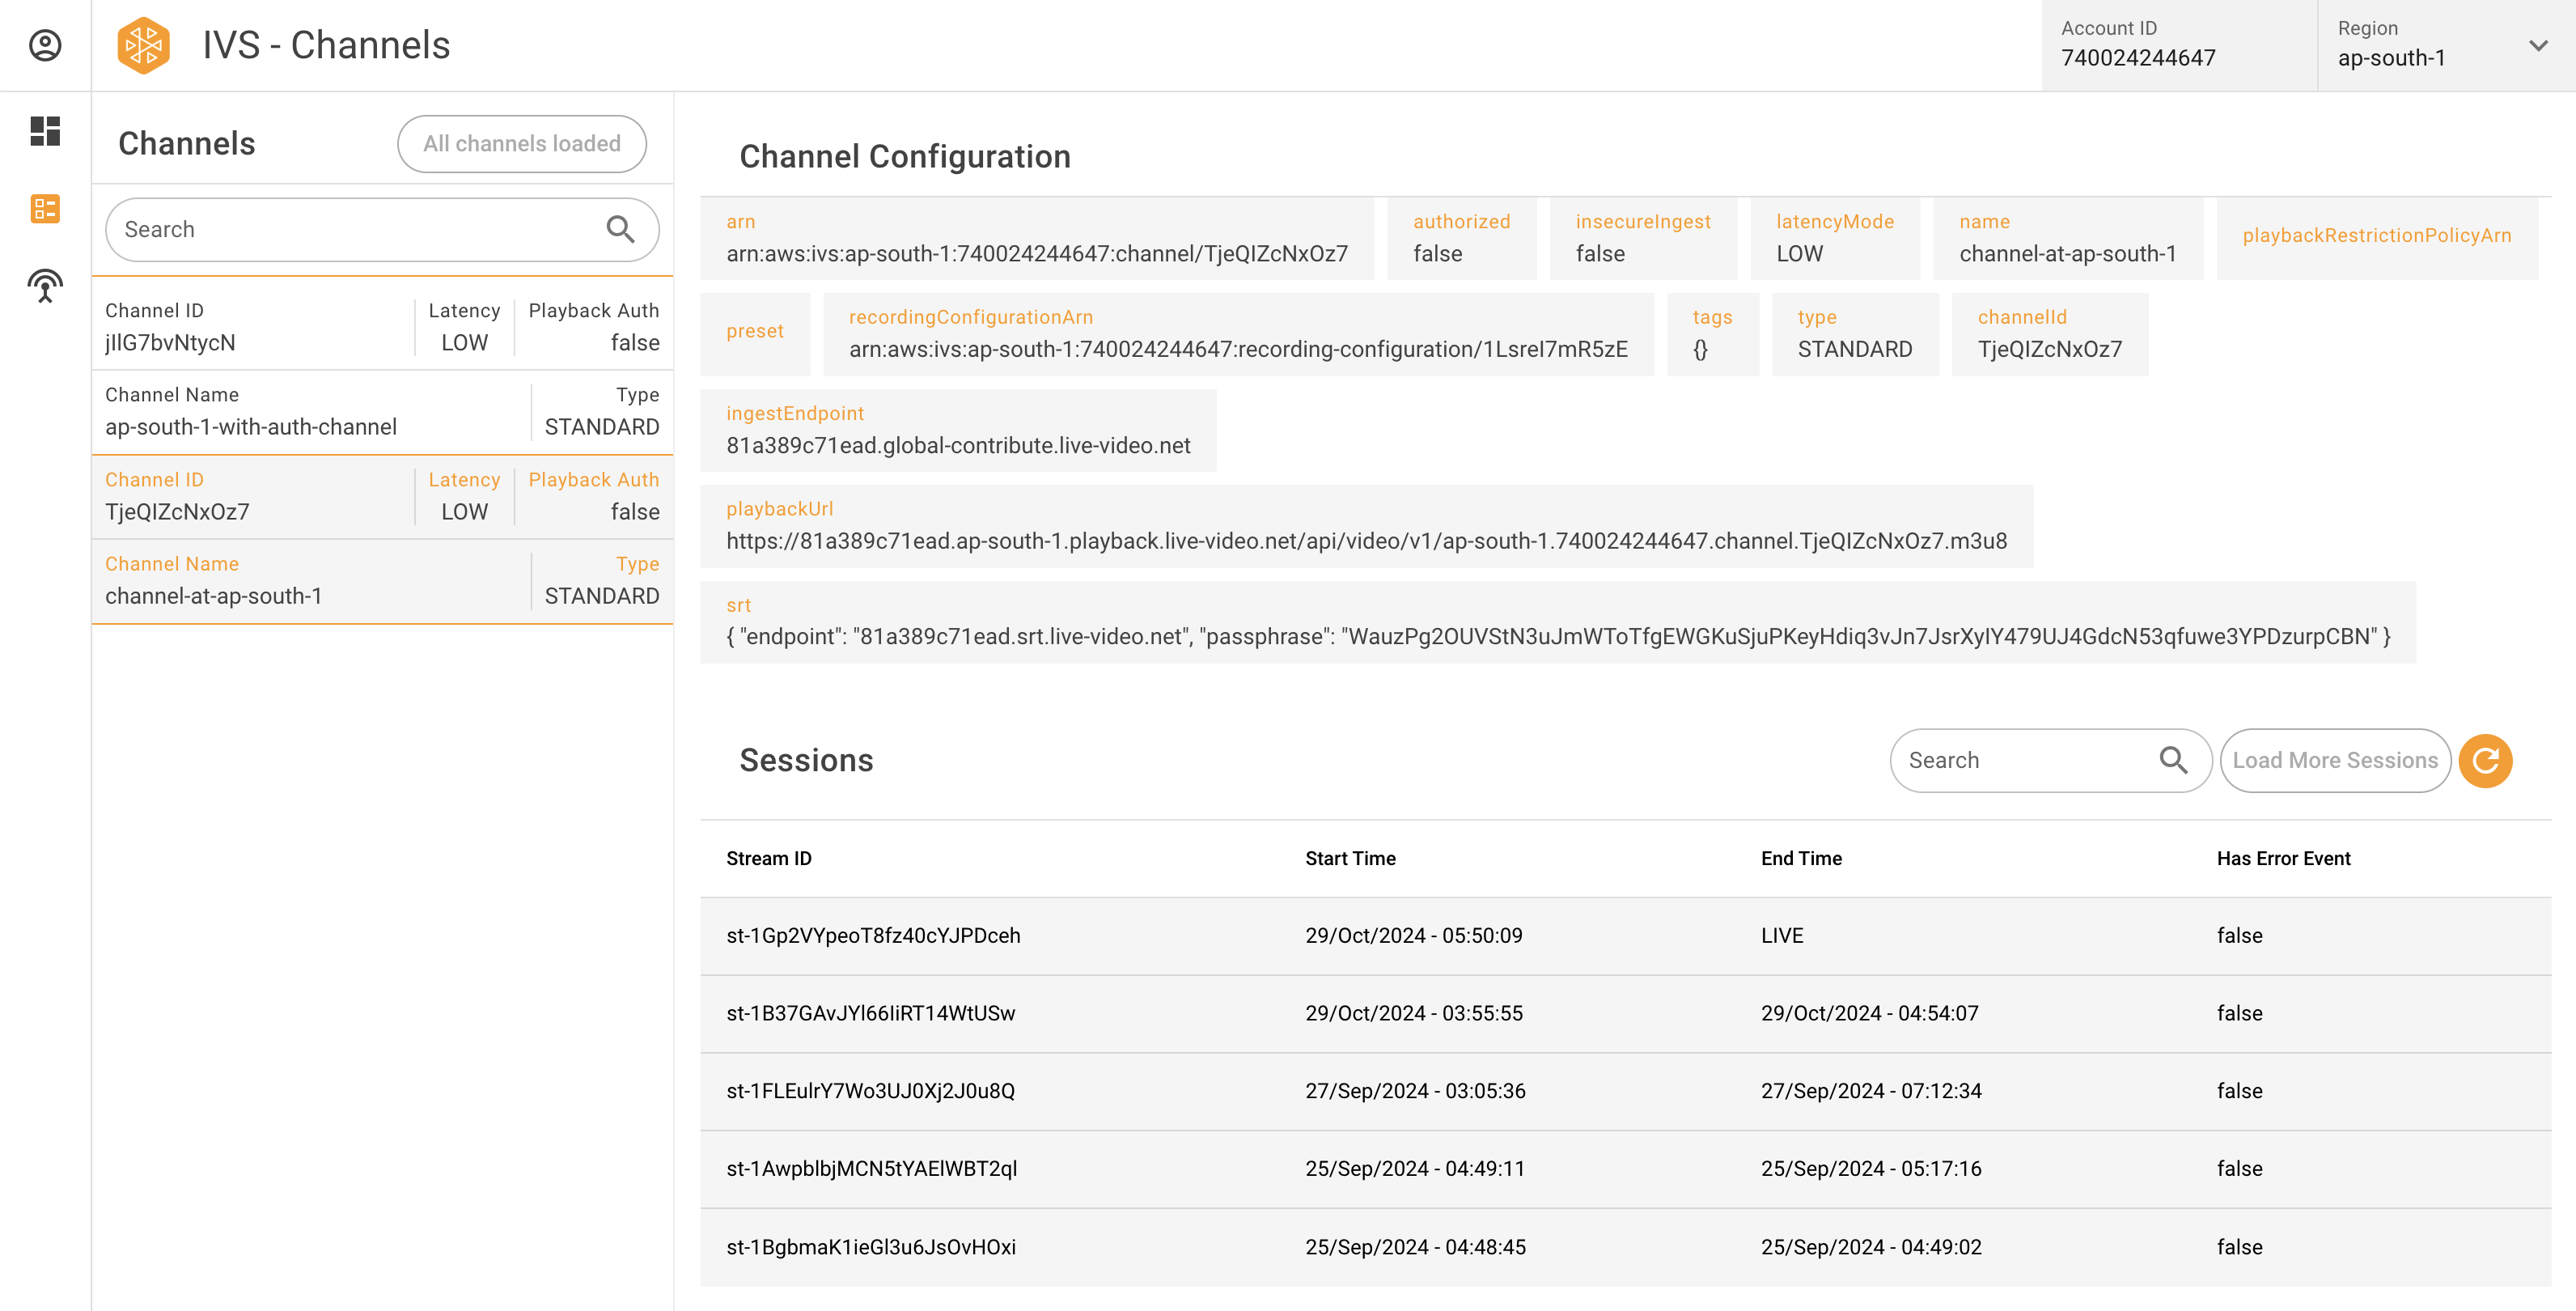 IVS - Channels
Account ID
740024244647
Region
ap-south-1
Channels
All channels loaded
Search
Channel ID
jIlG7bvNtycN
Latency
LOW
Playback Auth
false
Channel Name
ap-south-1-with-auth-channel
Type
STANDARD
Channel ID
TjeQIZcNxOz7
Latency
LOW
Playback Auth
false
Channel Name
channel-at-ap-south-1
Type
STANDARD
Channel Configuration
arn
arn:aws:ivs:ap-south-1:740024244647:channel/TjeQIZcNxOz7
authorized
false
insecureIngest
false
latencyMode
LOW
name
channel-at-ap-south-1
playbackRestrictionPolicyArn
preset
recordingConfigurationArn
arn:aws:ivs:ap-south-1:740024244647:recording-configuration/1LsreI7mR5zE
tags
{}
type
STANDARD
channelId
TjeQIZcNxOz7
ingestEndpoint
81a389c71ead.global-contribute.live-video.net
playbackUrl
https://81a389c71ead.ap-south-1.playback.live-video.net/api/video/v1/ap-south-1.740024244647.channel.TjeQIZcNxOz7.m3u8
srt
{ "endpoint": "81a389c71ead.srt.live-video.net", "passphrase": "WauzPg2OUVStN3uJmWToTfgEWGKuSjuPKeyHdiq3vJn7JsrXyIY479UJ4GdcN53qfuwe3YPDzurpCBN" }
Sessions
Search
Load More Sessions
Stream ID Start Time End Time Has Error Event
st-1Gp2VYpeoT8fz40cYJPDceh 29/Oct/2024 - 05:50:09 LIVE false
st-1B37GAvJYl66IiRT14WtUSw 29/Oct/2024 - 03:55:55 29/Oct/2024 - 04:54:07 false
st-1FLEulrY7Wo3UJ0Xj2J0u8Q 27/Sep/2024 - 03:05:36 27/Sep/2024 - 07:12:34 false
st-1AwpblbjMCN5tYAElWBT2ql 25/Sep/2024 - 04:49:11 25/Sep/2024 - 05:17:16 false
st-1BgbmaK1ieGl3u6JsOvHOxi 25/Sep/2024 - 04:48:45 25/Sep/2024 - 04:49:02 false